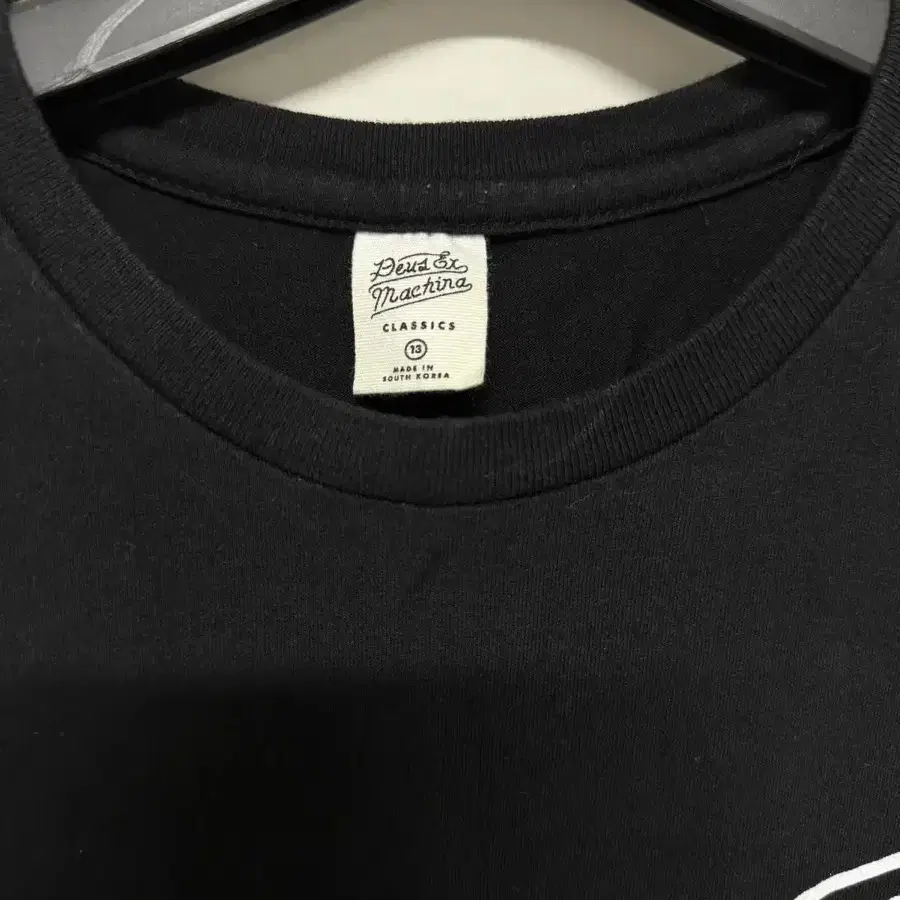 Deus Ex
Machina
CLASSICS
13
MADE IN
SOUTH KOREA